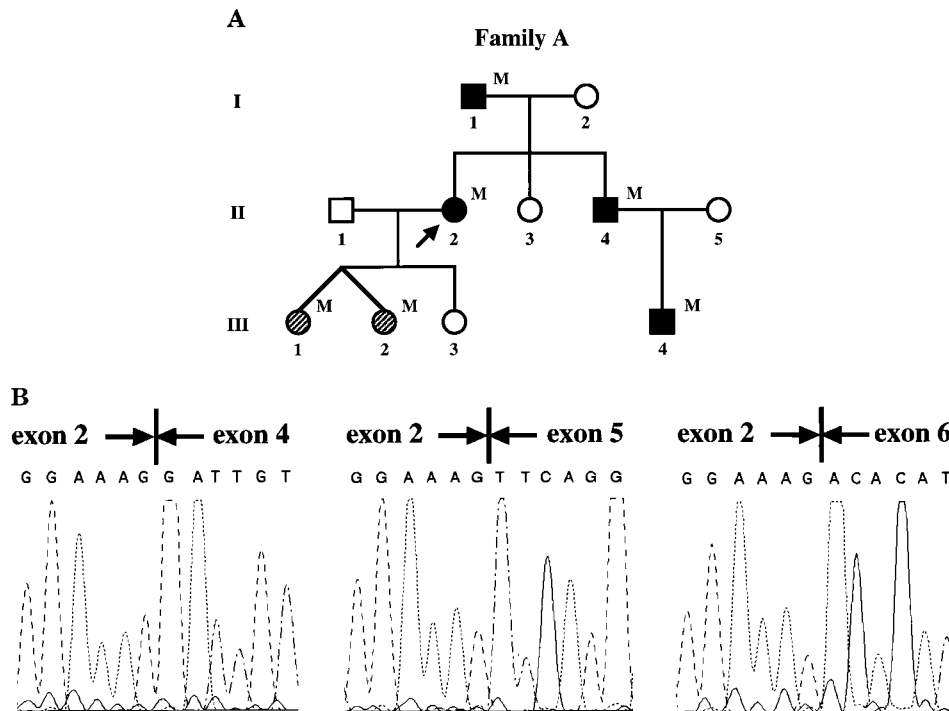 A
Family A
M
I
1 2
M M
II
1 2 3 4 5
M M M
III
1 2 3 4
B
exon 2 exon 4 exon 2 exon 5 exon 2 exon 6
G G A A A G G A T T G T G G A A A G T T C A G G G G A A A G A C A C A T